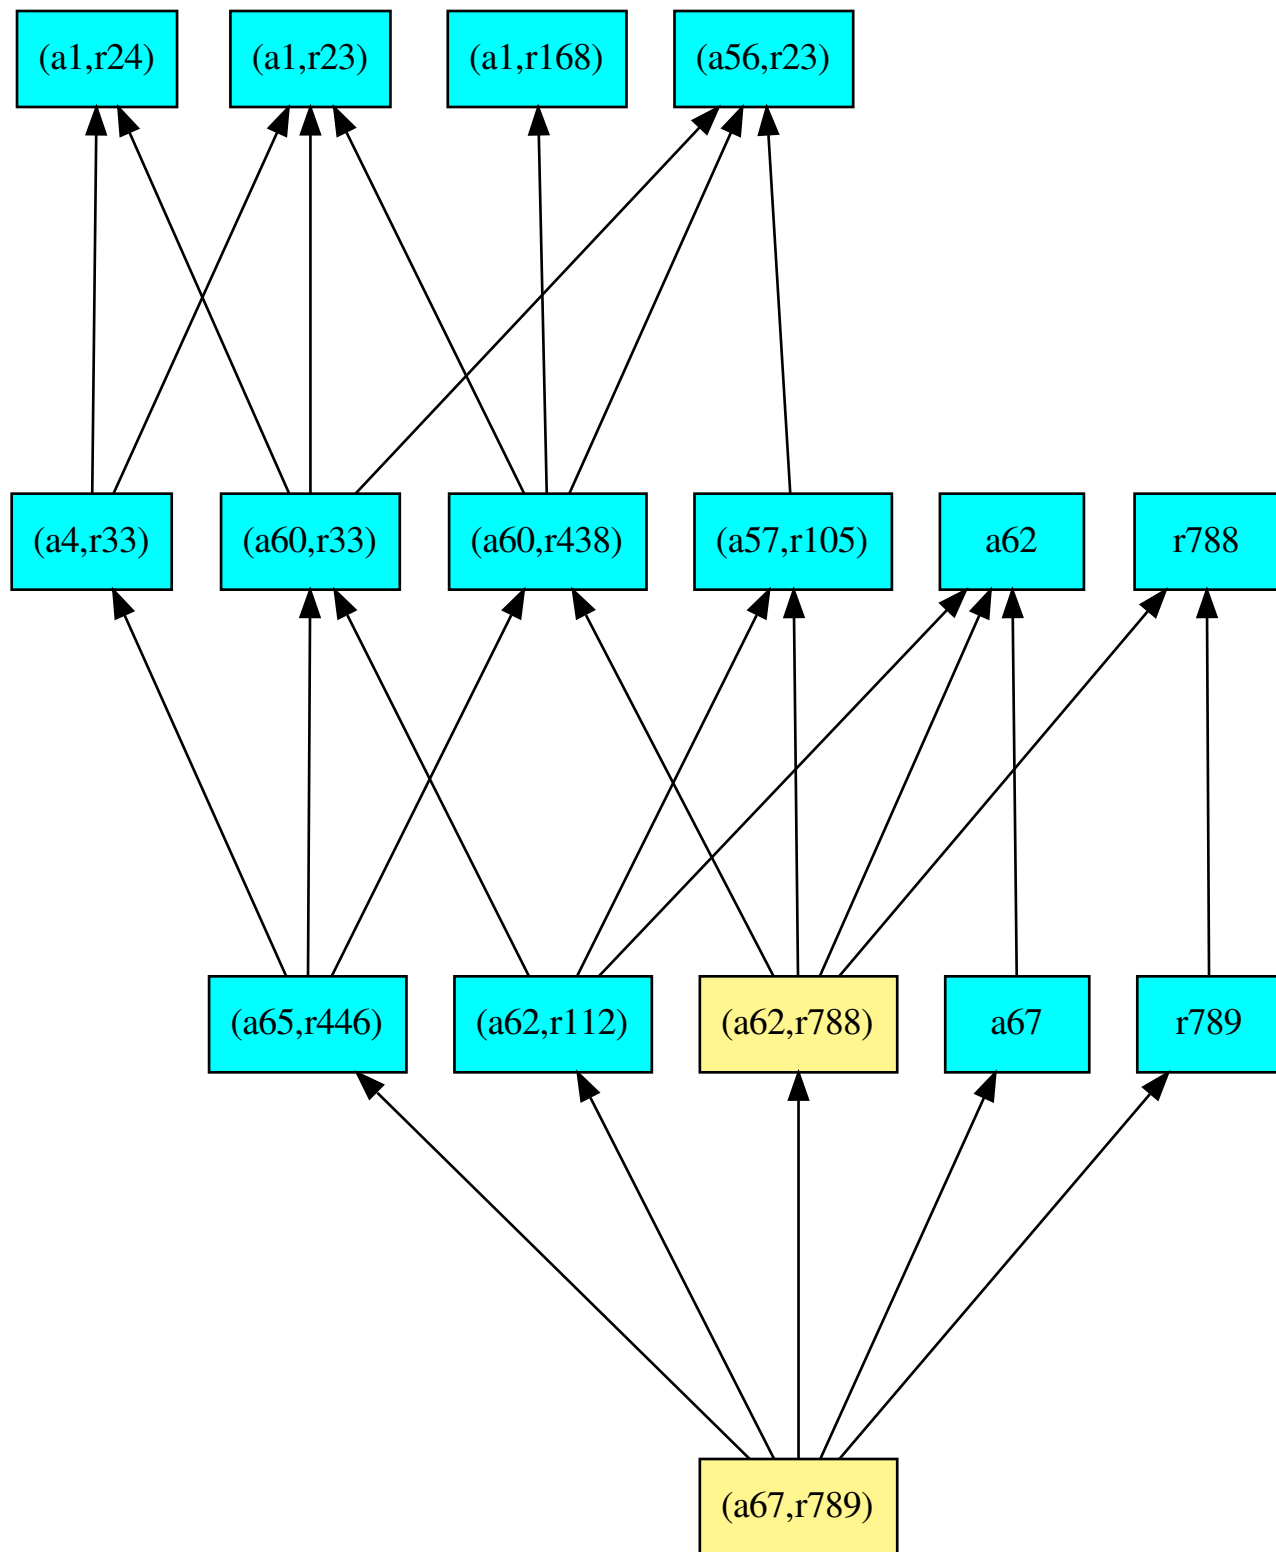 (a1,r24)
(a1,r23)
(a1,r168)
(a56,r23)
(a4,r33)
(a60,r33)
(a60,r438)
(a57,r105)
a62
r788
(a65,r446)
(a62,r112)
(a62,r788)
a67
r789
(a67,r789)